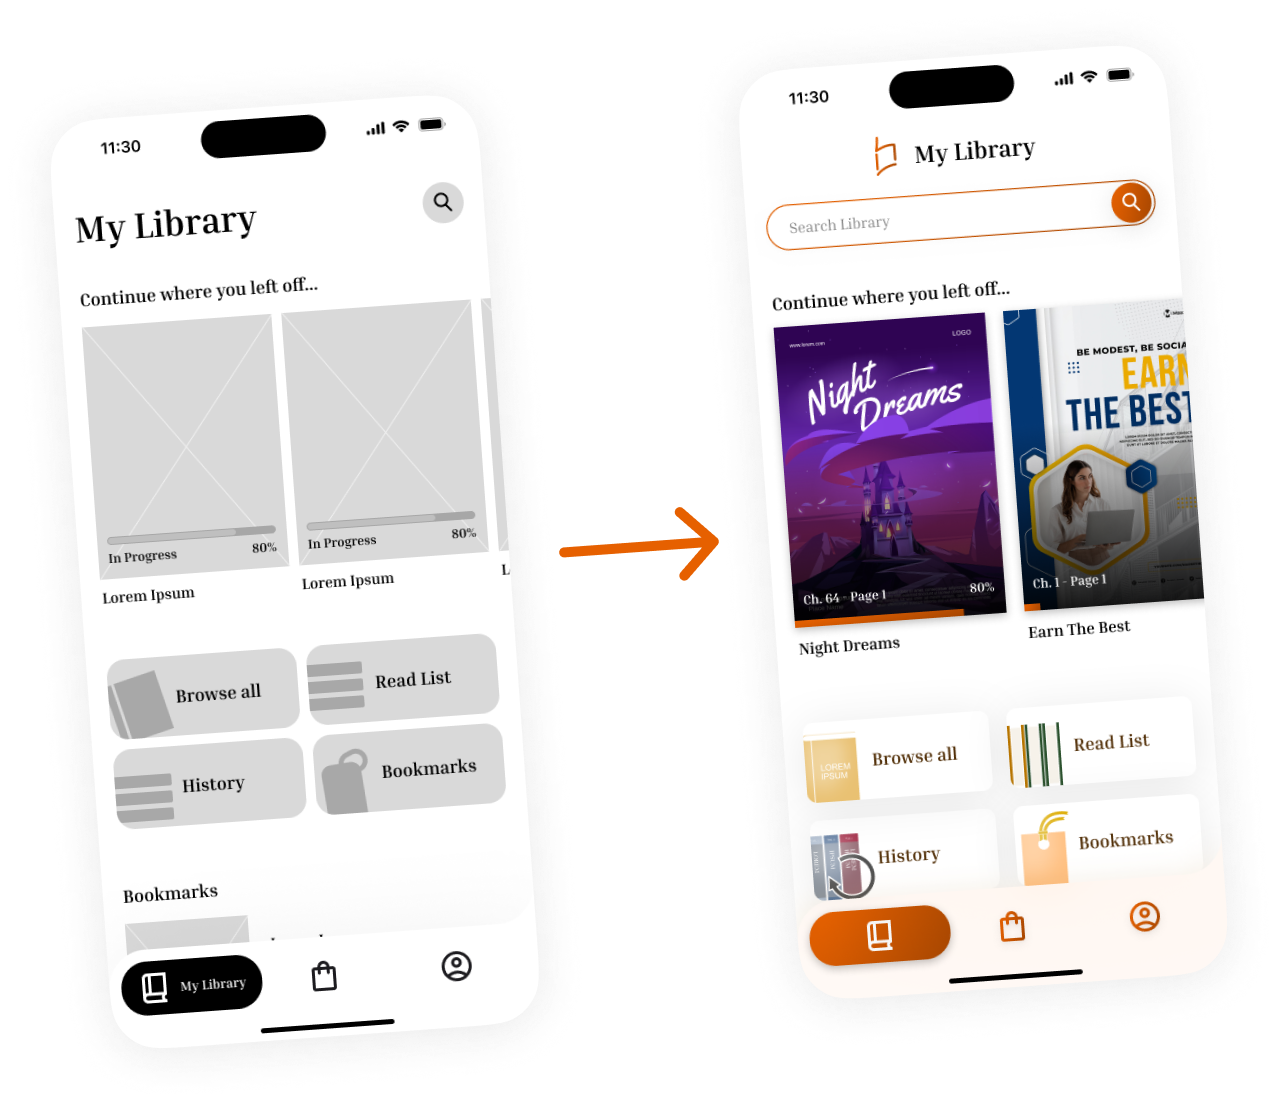 11:30
My Library
Continue where you left off...
In Progress
80%
In Progress
80%
Lorem Ipsum
Lorem Ipsum
L
Browse all
Read List
History
Bookmarks
Bookmarks
My Library
11:30
My Library
Search Library
Continue where you left off...
www.lorem.com
LOGO
Night
Dreams
Ch. 64 - Page 1
80%
Night Dreams
BE MODEST, BE SOCIA
EARN
THE BEST
Ch. 1 - Page 1
Earn The Best
LOREM
IPSUM
Browse all
Read List
History
Bookmarks